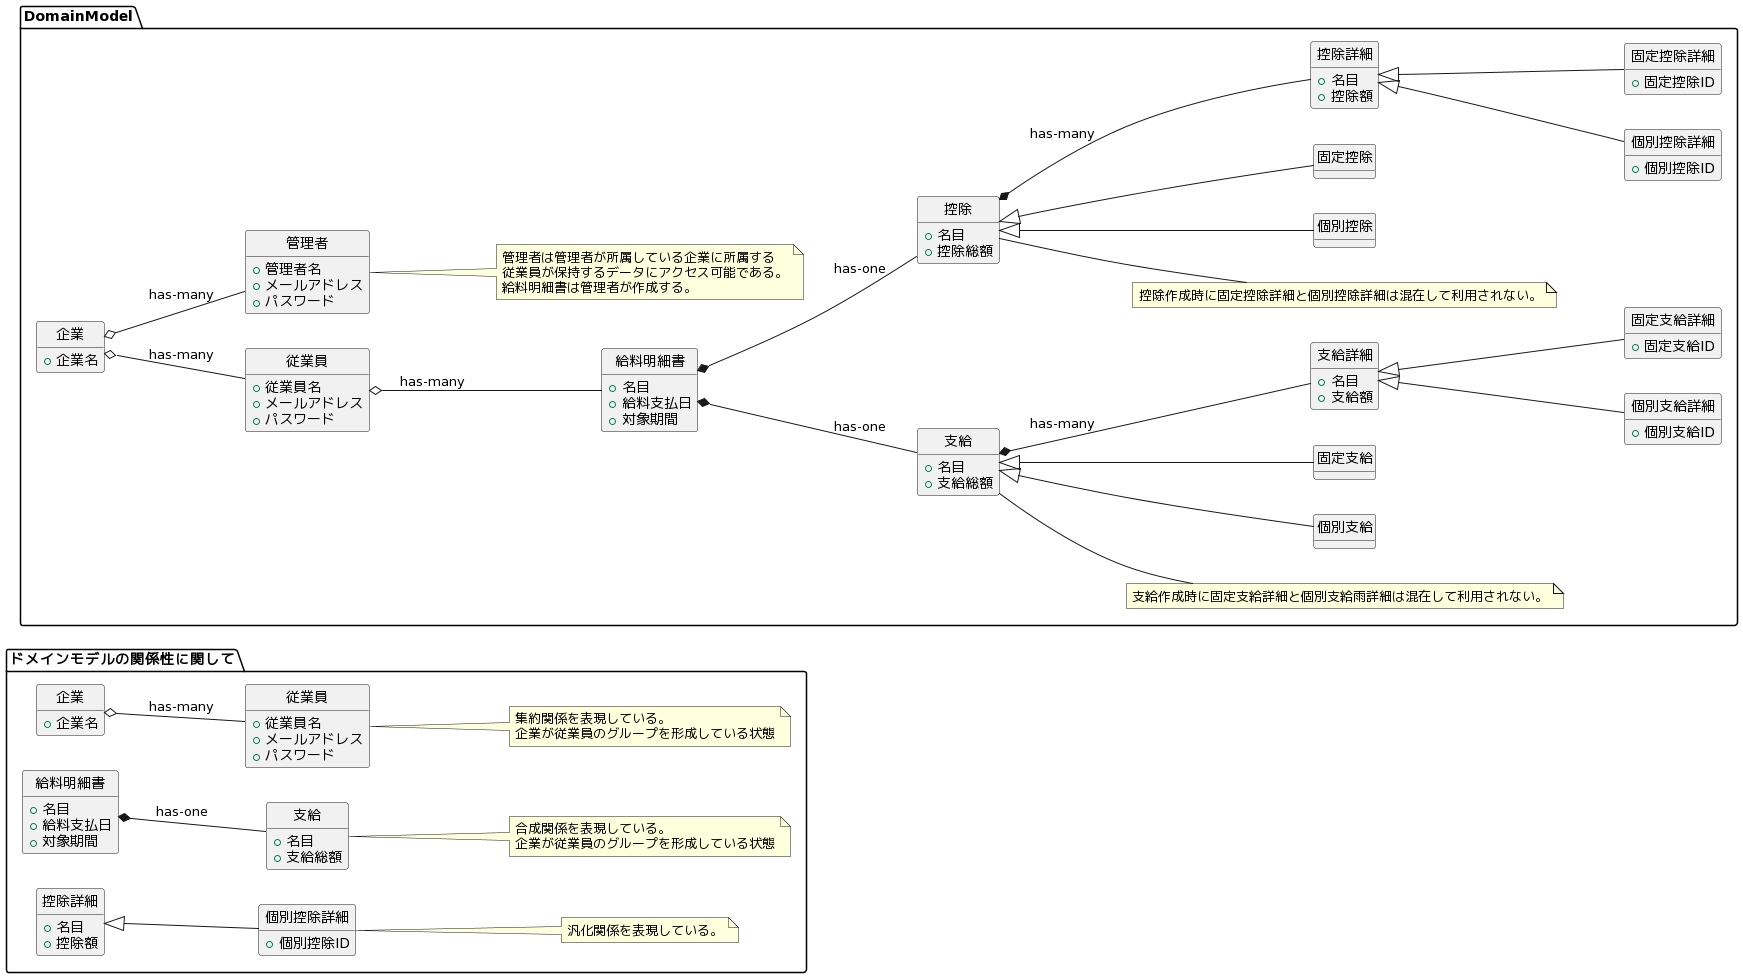 DomainModel
企業
企業名
has-many
has-many
管理者
管理者名
メールアドレス
パスワード
管理者は管理者が所属している企業に所属する
従業員が保持するデータにアクセス可能である。
給料明細書は管理者が作成する。
従業員
従業員名
メールアドレス
パスワード
has-many
給料明細書
名目
給料支払日
対象期間
has-one
has-one
控除
名目
控除総額
has-many
控除詳細
名目
控除額
固定控除詳細
固定控除ID
個別控除詳細
個別控除ID
固定控除
個別控除
控除作成時に固定控除詳細と個別控除詳細は混在して利用されない。
支給
名目
支給総額
has-many
支給詳細
名目
支給額
固定支給詳細
固定支給ID
個別支給詳細
個別支給ID
固定支給
個別支給
支給作成時に固定支給詳細と個別支給雨詳細は混在して利用されない。
ドメインモデルの関係性に関して
企業
企業名
has-many
従業員
従業員名
メールアドレス
パスワード
集約関係を表現している。
企業が従業員のグループを形成している状態
給料明細書
名目
給料支払日
対象期間
has-one
支給
名目
支給総額
合成関係を表現している。
企業が従業員のグループを形成している状態
控除詳細
名目
控除額
個別控除詳細
個別控除ID
汎化関係を表現している。